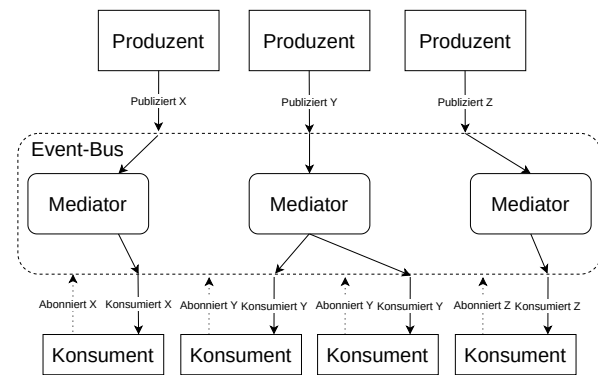 Produzent
Produzent
Produzent
Publiziert X
Publiziert Y
Publiziert Z
Event-Bus
Mediator
Mediator
Mediator
Abonniert X
Konsumiert X
Abonniert Y
Konsumiert Y
Abonniert Y
Konsumiert Y
Abonniert Z
Konsumiert Z
Konsument
Konsument
Konsument
Konsument